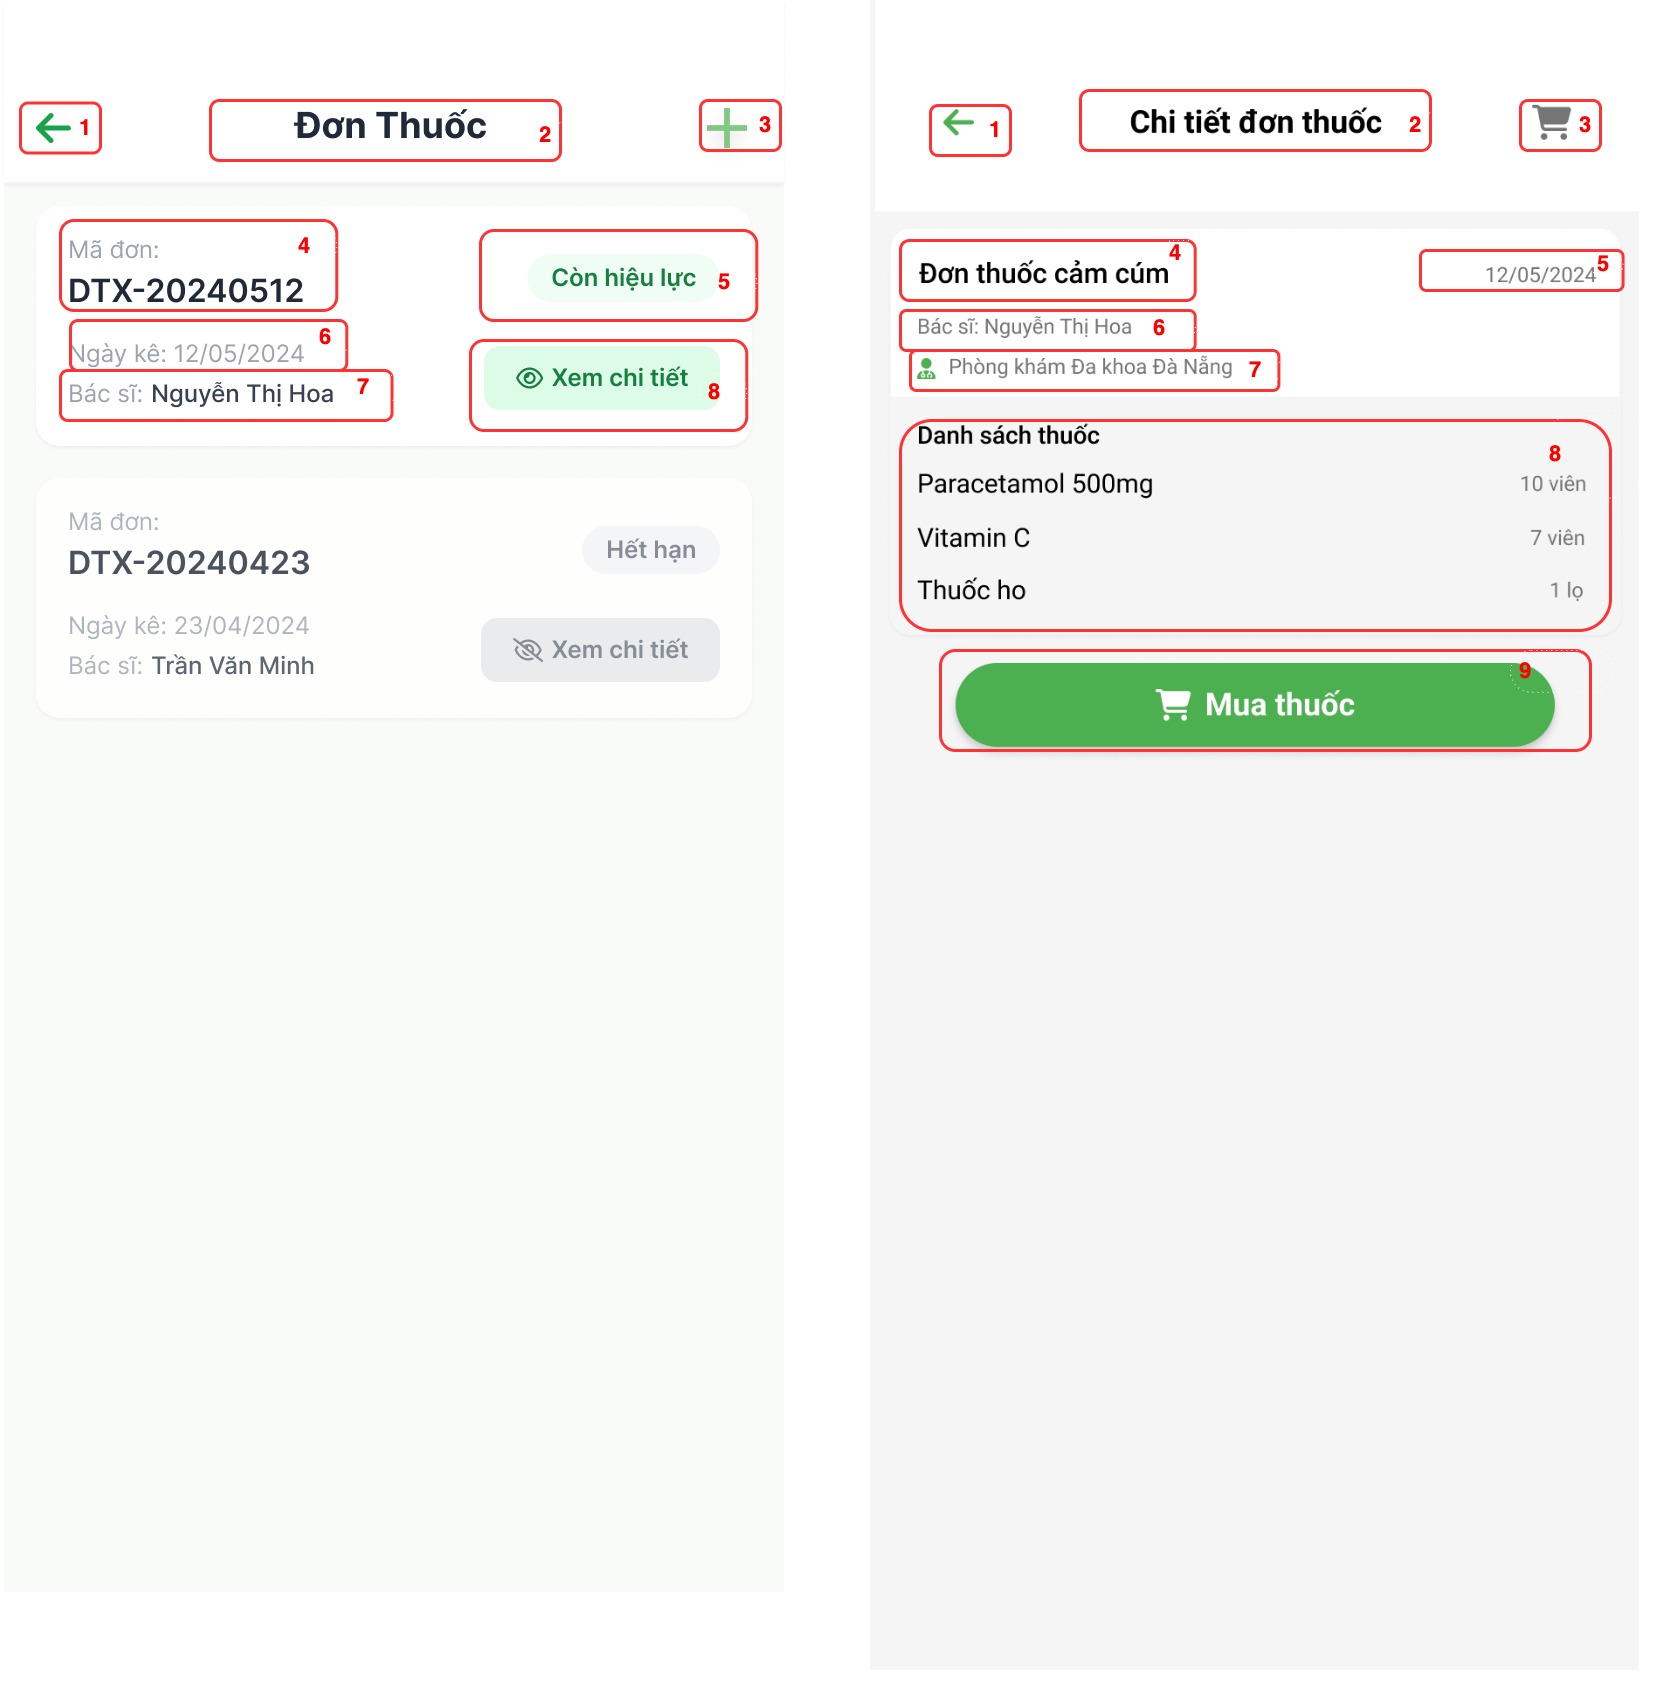 1
Đơn Thuốc
2
3
Mã đơn:
4
DTX-20240512
Còn hiệu lực
5
Ngày kê: 12/05/2024
6
Bác sĩ: Nguyễn Thị Hoa
7
Xem chi tiết
8
Mã đơn:
DTX-20240423
Hết hạn
Ngày kê: 23/04/2024
Bác sĩ: Trần Văn Minh
Xem chi tiết
1
Chi tiết đơn thuốc
2
3
Đơn thuốc cảm cúm
4
12/05/2024
5
Bác sĩ: Nguyễn Thị Hoa
6
Phòng khám Đa khoa Đà Nẵng
7
Danh sách thuốc
8
Paracetamol 500mg
10 viên
Vitamin C
7 viên
Thuốc ho
1 lọ
9
Mua thuốc